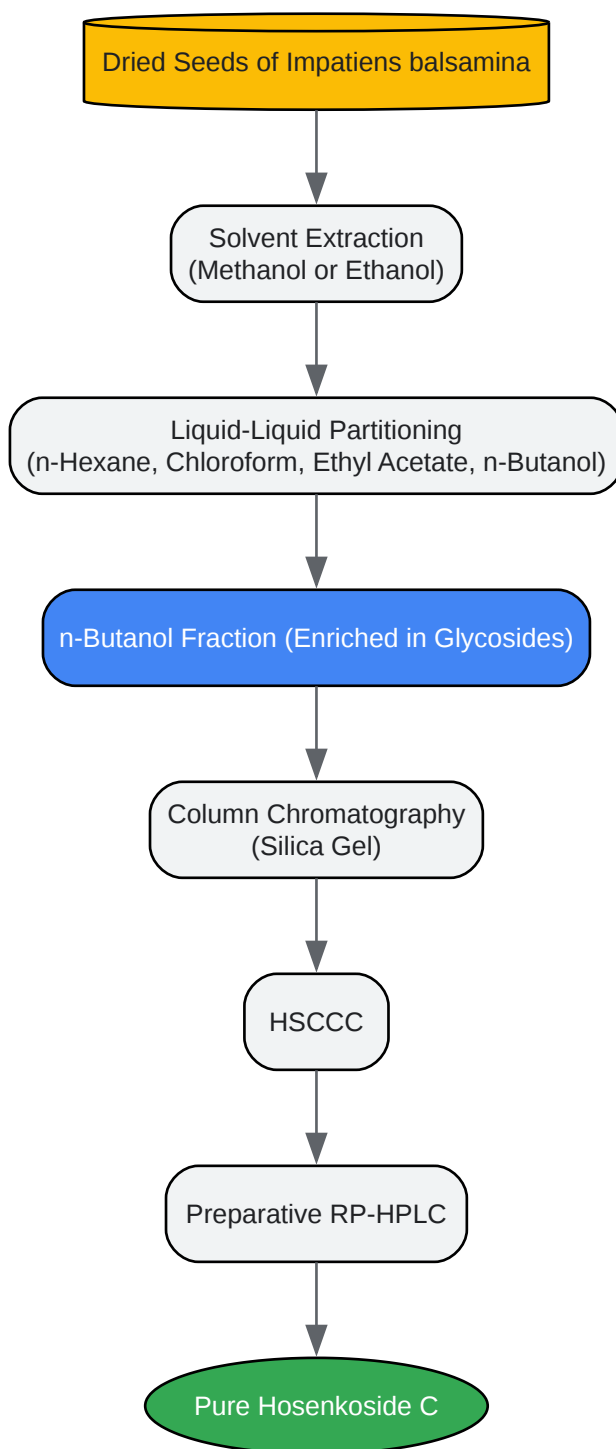 Dried Seeds of Impatiens balsamina
Solvent Extraction
(Methanol or Ethanol)
Liquid-Liquid Partitioning
(n-Hexane, Chloroform, Ethyl Acetate, n-Butanol)
n-Butanol Fraction (Enriched in Glycosides)
Column Chromatography
(Silica Gel)
HSCCC
Preparative RP-HPLC
Pure Hosenkoside C